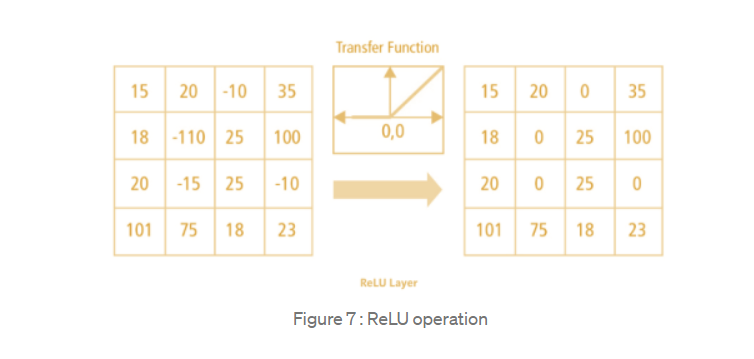 Transfer Function
15 20 -10 35 15 20 0 35
18 -110 25 100 0,0 18 0 25 100
20 -15 25 -10 20 0 25 0
101 75 18 23 101 75 18 23
ReLU Layer
Figure 7 : ReLU operation